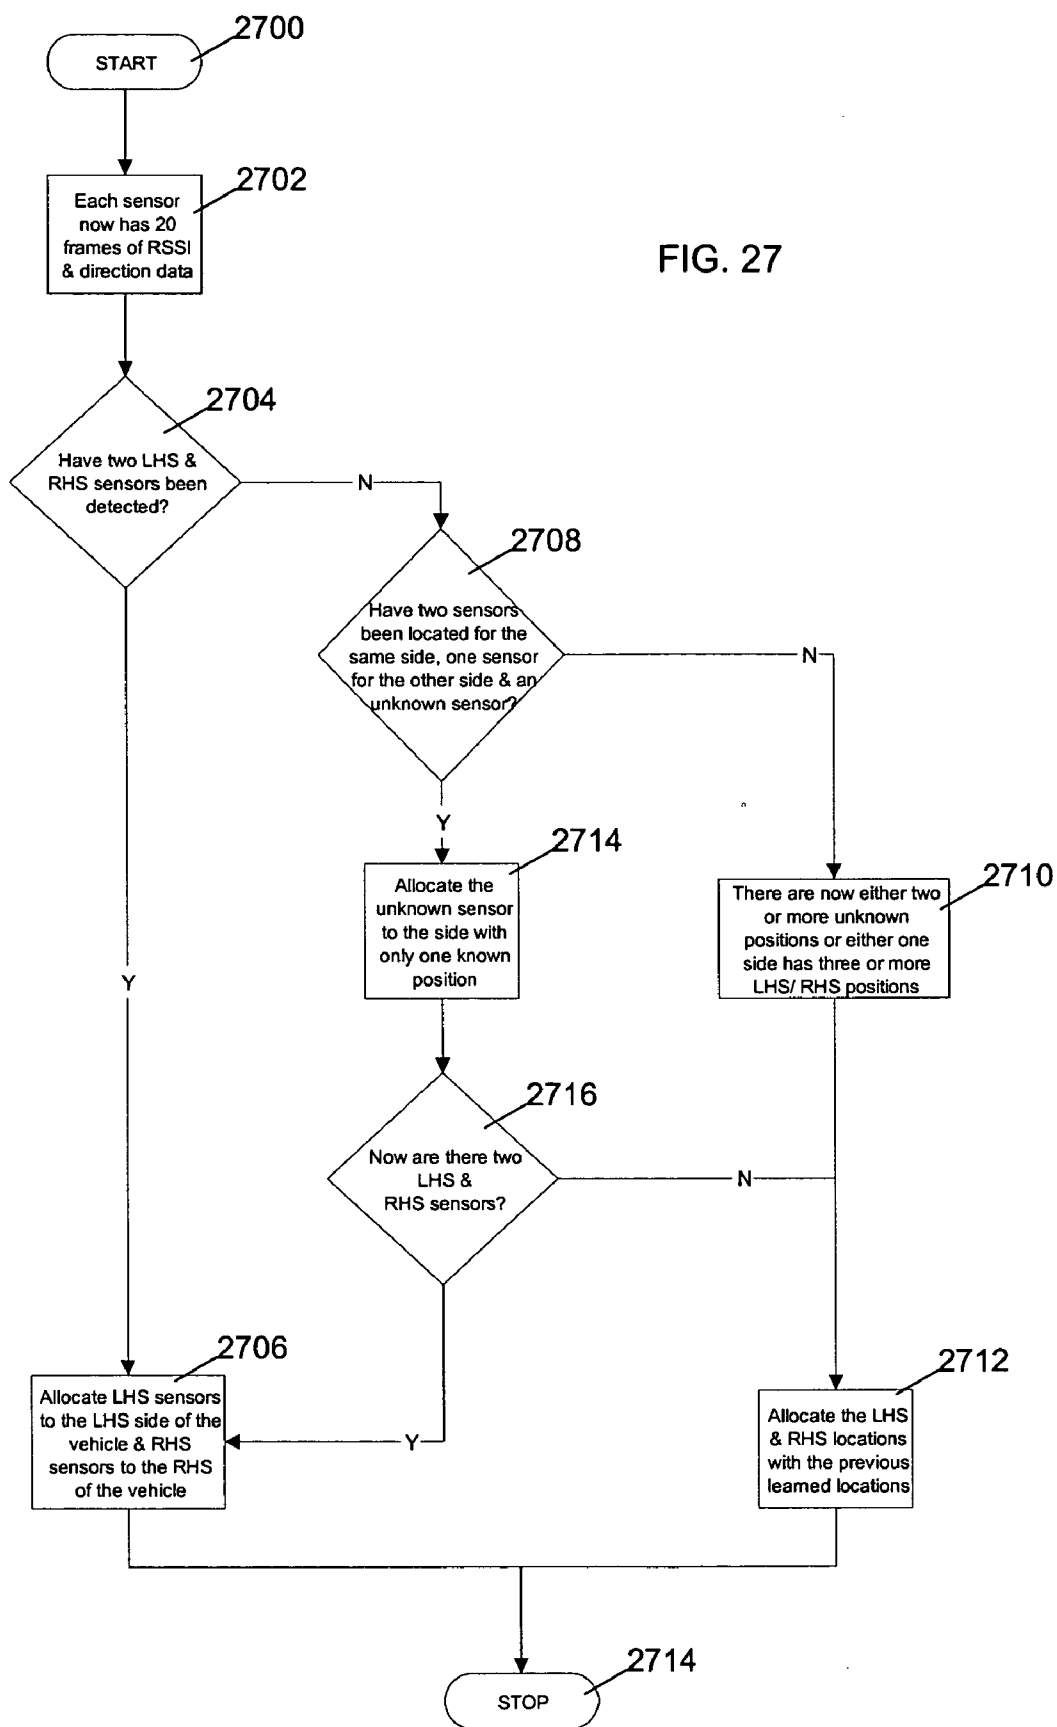 2700
START
2702
Each sensor
now has 20
frames of RSSI
& direction data
FIG. 27
2704
Have two LHS &
RHS sensors been
detected?
N
2708
Have two sensors
been located for the
same side, one sensor
for the other side & an
unknown sensor?
N
Y
2714
Allocate the
unknown sensor
to the side with
only one known
position
2710
There are now either two
or more unknown
positions or either one
side has three or more
LHS/ RHS positions
Y
2716
Now are there two
LHS &
RHS sensors?
N
2706
Allocate LHS sensors
to the LHS side of the
vehicle & RHS
sensors to the RHS
of the vehicle
Y
2712
Allocate the LHS
& RHS locations
with the previous
learned locations
2714
STOP